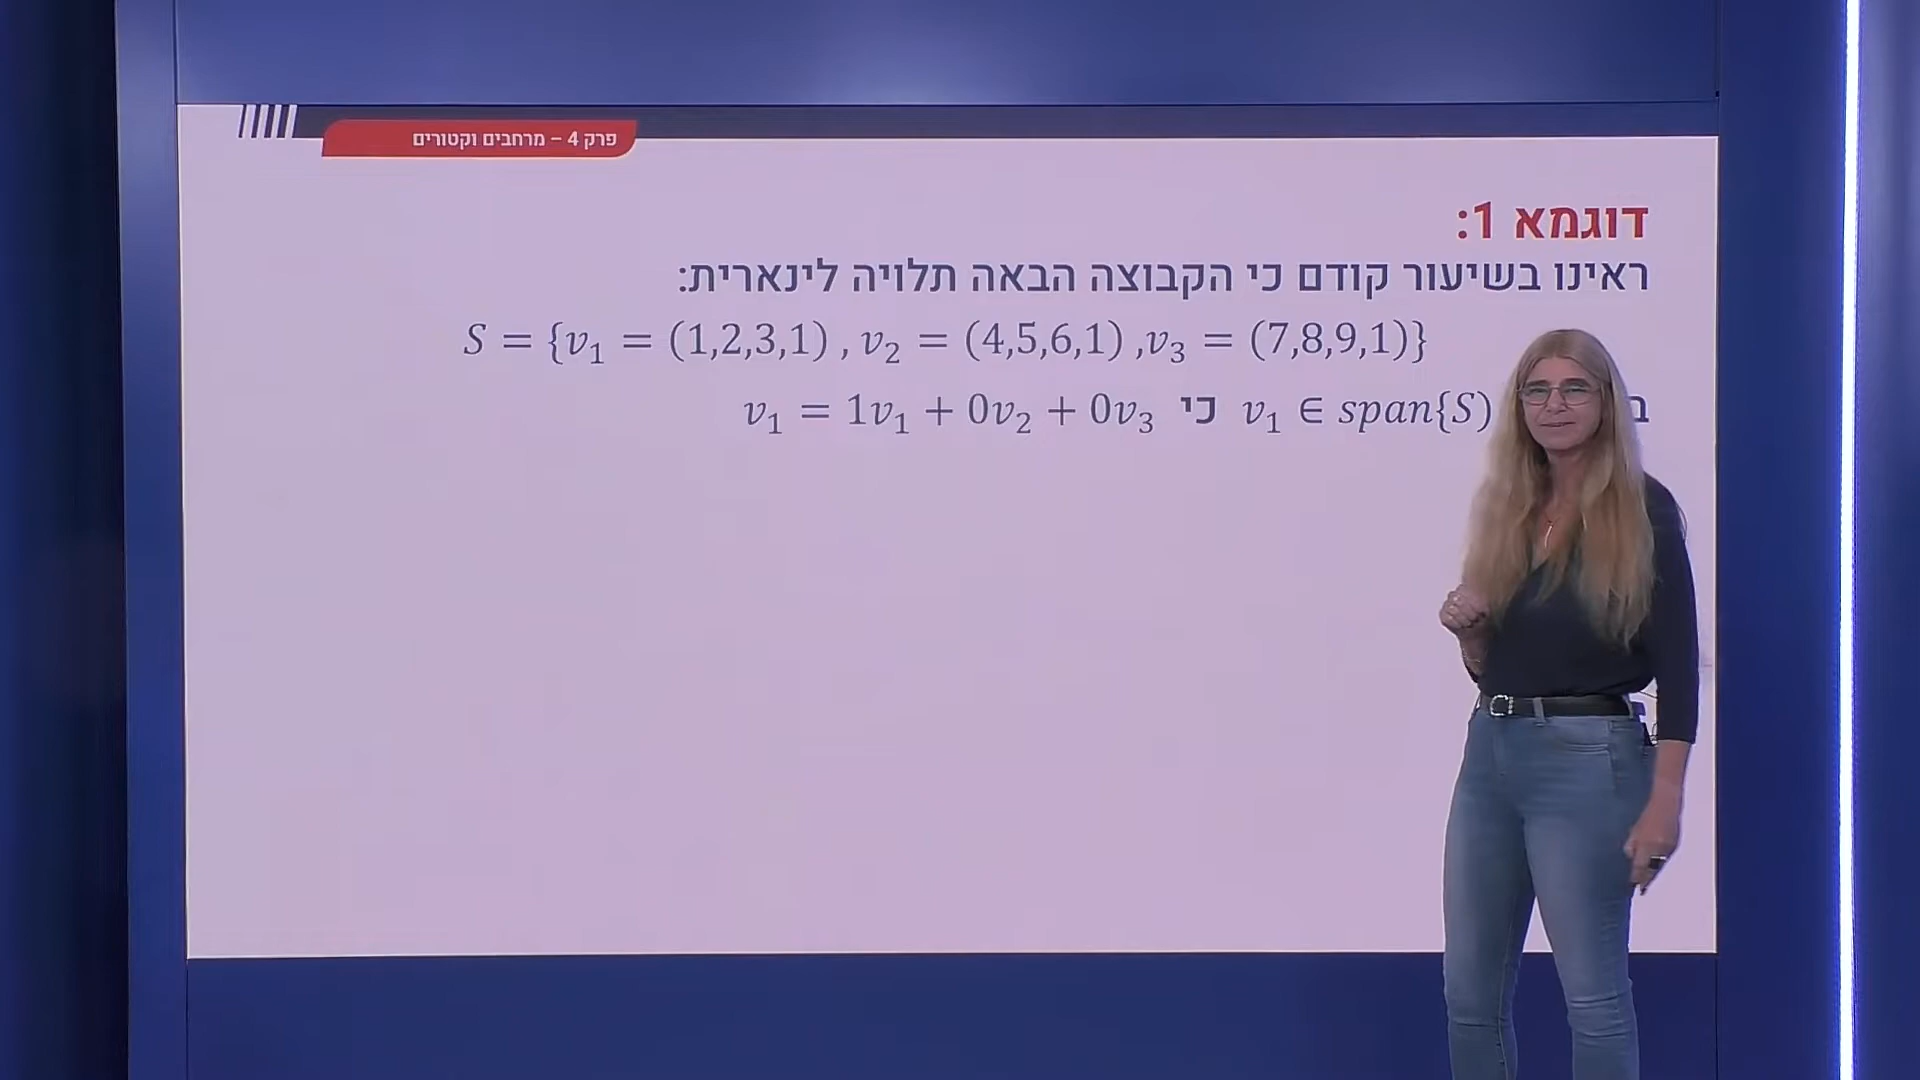 פרק 4 – מרחבים וקטורים
דוגמא 1:
ראינו בשיעור קודם כי הקבוצה הבאה תלויה לינארית:
S = {v₁ = (1,2,3,1) , v₂ = (4,5,6,1) ,v₃ = (7,8,9,1)}
v₁ ∈ span{S) כי v₁ = 1v₁ + 0v₂ + 0v₃